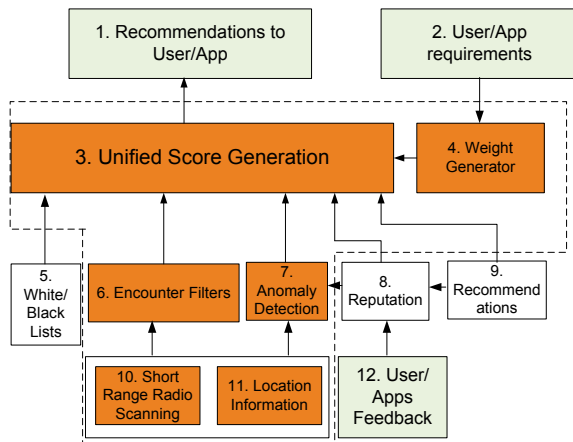 1. Recommendations to
User/App
2. User/App
requirements
3. Unified Score Generation
4. Weight
Generator
5.
White/
Black Lists
6. Encounter Filters
7.
Anomaly
Detection
8.
Reputation
9.
Recommend
ations
10. Short
Range Radio
Scanning
11. Location
Information
12. User/
Apps
Feedback